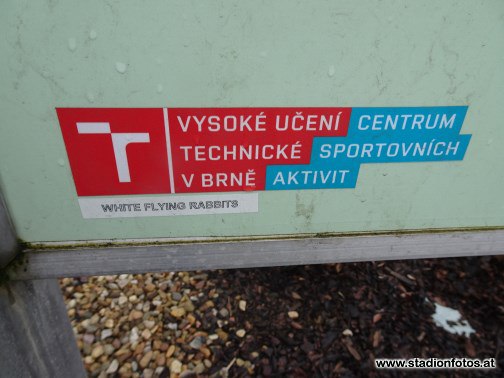 VYSOKÉ UČENÍ CENTRUM
TECHNICKÉ SPORTOVNÍCH
V BRNĚ AKTIVIT
WHITE FLYING RABBITS
www.stadionfotos.at